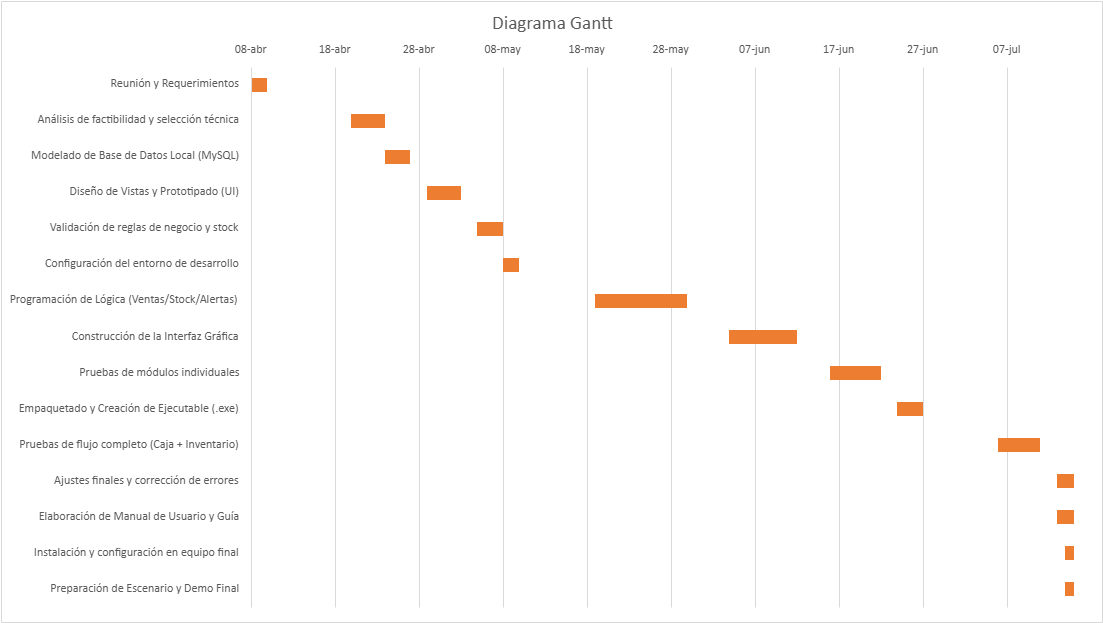 Diagrama Gantt
08-abr 18-abr 28-abr 08-may 18-may 28-may 07-jun 17-jun 27-jun 07-jul
Reunión y Requerimientos
Análisis de factibilidad y selección técnica
Modelado de Base de Datos Local (MySQL)
Diseño de Vistas y Prototipado (UI)
Validación de reglas de negocio y stock
Configuración del entorno de desarrollo
Programación de Lógica (Ventas/Stock/Alertas)
Construcción de la Interfaz Gráfica
Pruebas de módulos individuales
Empaquetado y Creación de Ejecutable (.exe)
Pruebas de flujo completo (Caja + Inventario)
Ajustes finales y corrección de errores
Elaboración de Manual de Usuario y Guía
Instalación y configuración en equipo final
Preparación de Escenario y Demo Final